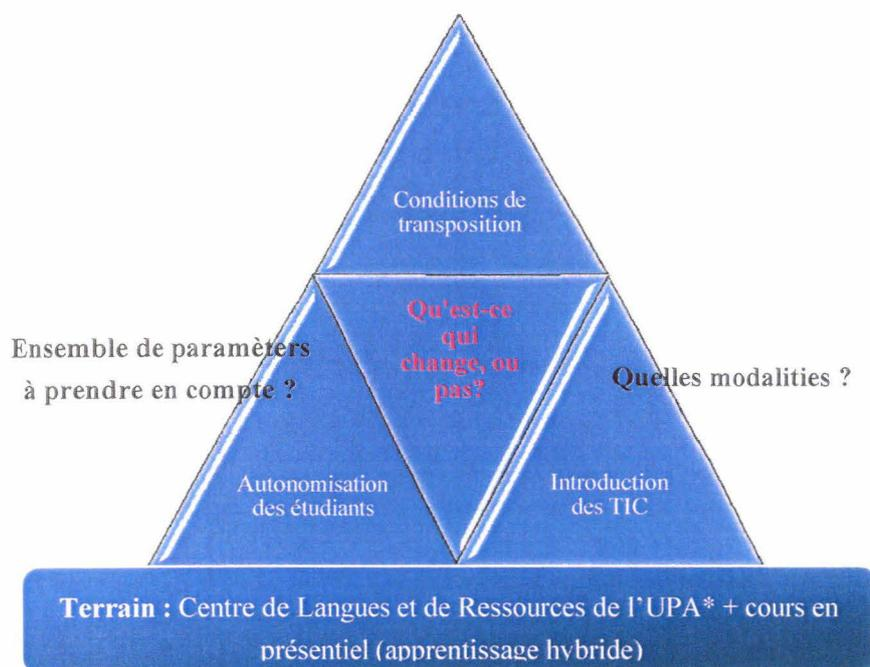 Conditions de
transposition
Qu'est-ce
qui
change, ou
pas?
Ensemble de paramèters
à prendre en compte ?
Quelles modalities ?
Autonomisation
des étudiants
Introduction
des TIC
Terrain : Centre de Langues et de Ressources de l'UPA* + cours en
présentiel (apprentissage hybride)